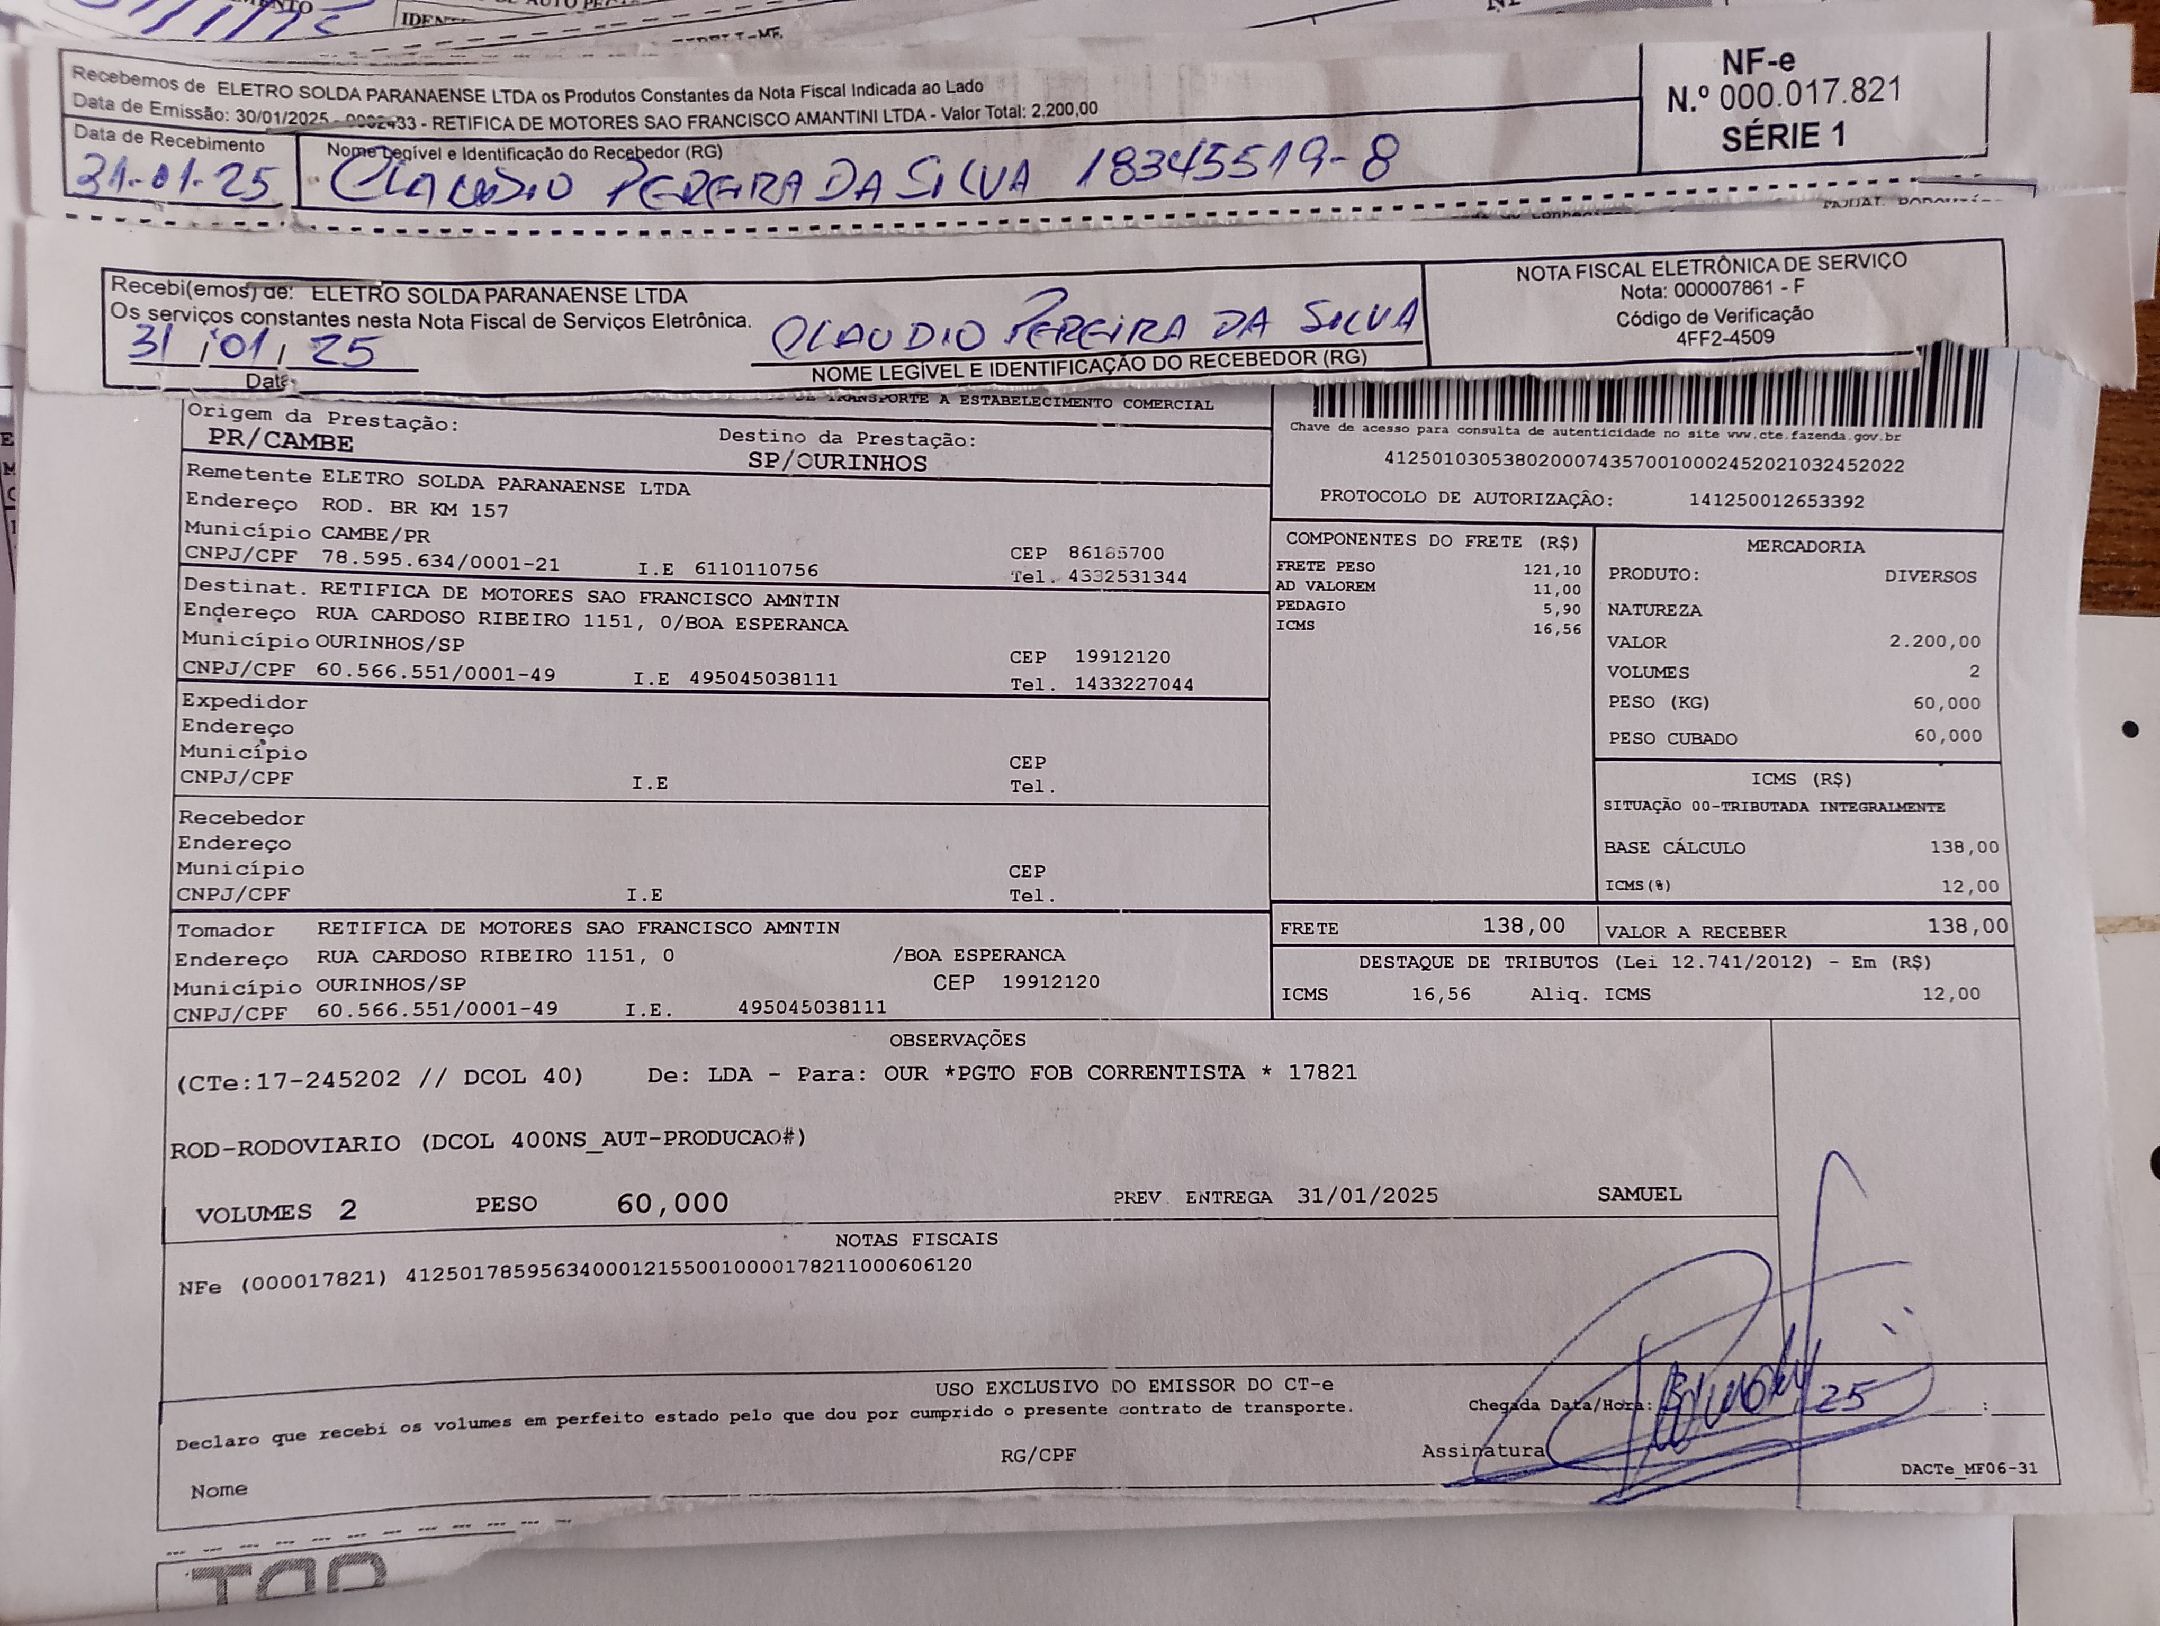 Recebemos de ELETRO SOLDA PARANAENSE LTDA os Produtos Constantes da Nota Fiscal Indicada ao Lado
Data de Emissão: 30/01/2025 - 0002433 - RETIFICA DE MOTORES SAO FRANCISCO AMANTINI LTDA - Valor Total: 2.200,00
NF-e
N.º 000.017.821
SÉRIE 1
Data de Recebimento
31-01-25
Nome Legível e Identificação do Recebedor (RG)
CLAUDIO PEREIRA DA SILVA 18345519-8
Recebi(emos) de: ELETRO SOLDA PARANAENSE LTDA
Os serviços constantes nesta Nota Fiscal de Serviços Eletrônica.
31/01/25
Data
CLAUDIO PEREIRA DA SILVA
NOME LEGÍVEL E IDENTIFICAÇÃO DO RECEBEDOR (RG)
NOTA FISCAL ELETRÔNICA DE SERVIÇO
Nota: 000007861 - F
Código de Verificação
4FF2-4509
DE TRANSPORTE A ESTABELECIMENTO COMERCIAL
Origem da Prestação:
PR/CAMBE
Destino da Prestação:
SP/OURINHOS
Chave de acesso para consulta de autenticidade no site www.cte.fazenda.gov.br
41250103053802000743570010002452021032452022
PROTOCOLO DE AUTORIZAÇÃO: 141250012653392
Remetente ELETRO SOLDA PARANAENSE LTDA
Endereço ROD. BR KM 157
Município CAMBE/PR
CEP 86185700
CNPJ/CPF 78.595.634/0001-21 I.E 6110110756 Tel. 4332531344
Destinat. RETIFICA DE MOTORES SAO FRANCISCO AMNTIN
Endereço RUA CARDOSO RIBEIRO 1151, 0/BOA ESPERANCA
Município OURINHOS/SP CEP 19912120
CNPJ/CPF 60.566.551/0001-49 I.E 495045038111 Tel. 1433227044
Expedidor
Endereço
Município CEP
CNPJ/CPF I.E Tel.
Recebedor
Endereço
Município CEP
CNPJ/CPF I.E Tel.
Tomador RETIFICA DE MOTORES SAO FRANCISCO AMNTIN
Endereço RUA CARDOSO RIBEIRO 1151, 0 /BOA ESPERANCA
Município OURINHOS/SP CEP 19912120
CNPJ/CPF 60.566.551/0001-49 I.E. 495045038111
COMPONENTES DO FRETE (R$)
FRETE PESO 121,10
AD VALOREM 11,00
PEDAGIO 5,90
ICMS 16,56
MERCADORIA
PRODUTO: DIVERSOS
NATUREZA
VALOR 2.200,00
VOLUMES 2
PESO (KG) 60,000
PESO CUBADO 60,000
ICMS (R$)
SITUAÇÃO 00-TRIBUTADA INTEGRALMENTE
BASE CÁLCULO 138,00
ICMS(%) 12,00
FRETE 138,00 VALOR A RECEBER 138,00
DESTAQUE DE TRIBUTOS (Lei 12.741/2012) - Em (R$)
ICMS 16,56 Aliq. ICMS 12,00
OBSERVAÇÕES
(CTe:17-245202 // DCOL 40) De: LDA - Para: OUR *PGTO FOB CORRENTISTA * 17821
ROD-RODOVIARIO (DCOL 400NS_AUT-PRODUCAO#)
VOLUMES 2 PESO 60,000 PREV. ENTREGA 31/01/2025 SAMUEL
NOTAS FISCAIS
NFe (000017821) 41250178595634000121550010000178211000606120
USO EXCLUSIVO DO EMISSOR DO CT-e
Declaro que recebi os volumes em perfeito estado pelo que dou por cumprido o presente contrato de transporte.
Chegada Data/Hora: 25 :
Nome RG/CPF Assinatura
DACTe_MF06-31